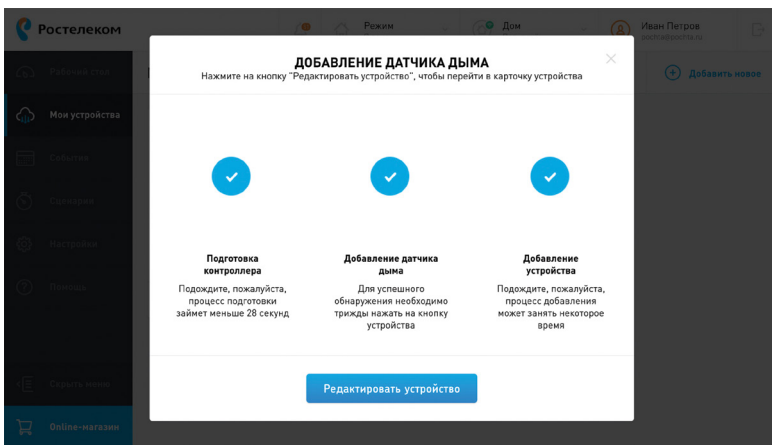 Ростелеком
Режим
Дом
Иван Петров
Рабочий стол
Мои устройства
События
Сценарии
Настройки
Помощь
Скрыть меню
Online-магазин
Добавить новое
ДОБАВЛЕНИЕ ДАТЧИКА ДЫМА
Нажмите на кнопку "Редактировать устройство", чтобы перейти в карточку устройства
Подготовка
контроллера
Подождите, пожалуйста,
процесс подготовки
займет меньше 28 секунд
Добавление датчика
дыма
Для успешного
обнаружения необходимо
трижды нажать на кнопку
устройства
Добавление
устройства
Подождите, пожалуйста,
процесс добавления
может занять некоторое
время
Редактировать устройство